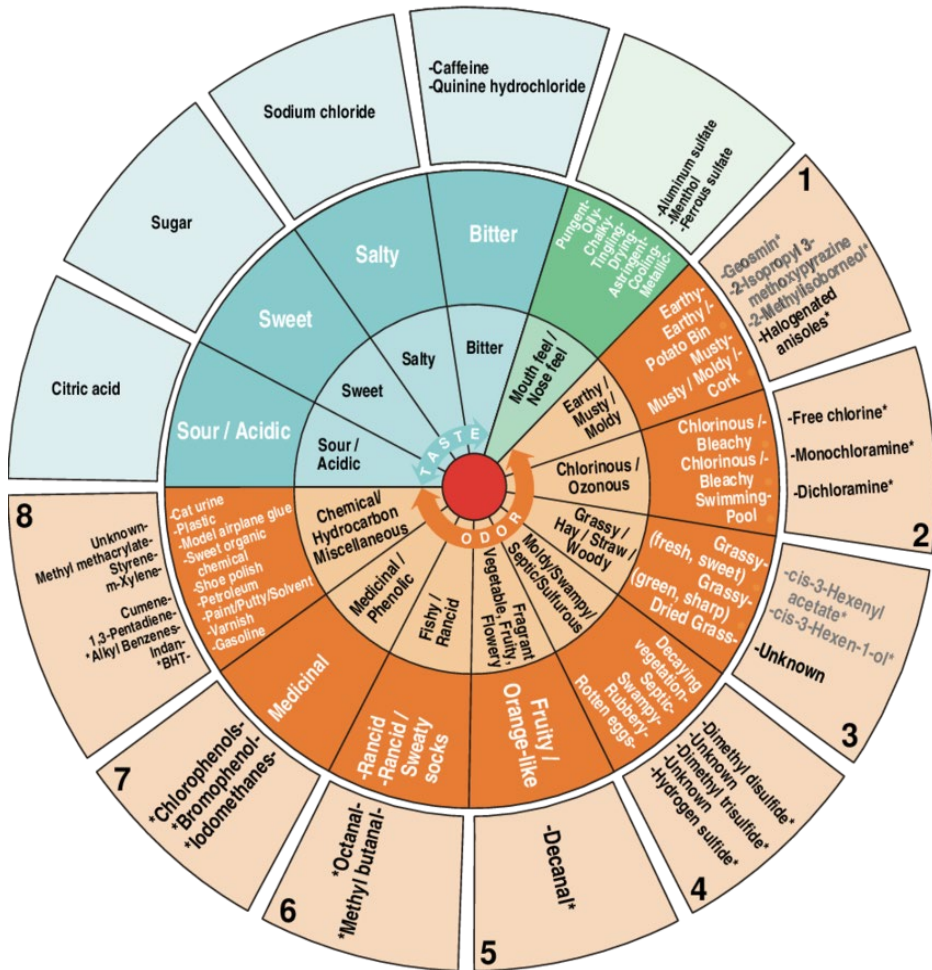 -Caffeine
-Quinine hydrochloride
Sodium chloride
Sugar
Citric acid
-Aluminum sulfate
-Menthol
-Ferrous sulfate
1
-Geosmin*
-2-Isopropyl 3-
methoxypyrazine
-2-Methylisoborneol*
-Halogenated
anisoles*
-Free chlorine*
-Monochloramine*
-Dichloramine*
2
-cis-3-Hexenyl
acetate*
-cis-3-Hexen-1-ol*
-Unknown
3
-Dimethyl disulfide*
-Unknown
-Dimethyl trisulfide*
-Unknown
-Hydrogen sulfide*
4
-Decanal*
5
*Octanal-
*Methyl butanal-
6
7
*Chlorophenols-
*Bromophenol-
*Iodomethanes-
8
Unknown-
Methyl methacrylate-
Styrene-
m-Xylene-
Cumene-
1,3-Pentadiene-
*Alkyl Benzenes-
Indan-
*BHT-
Bitter
Salty
Sweet
Sour / Acidic
Pungent-
Oily-
Chalky-
Tingling-
Drying-
Astringent-
Cooling-
Metallic-
Earthy-
Earthy /-
Potato Bin
Musty-
Musty / Moldy /-
Cork
Chlorinous /-
Bleachy
Chlorinous /-
Bleachy
Swimming-
Pool
Grassy-
(fresh, sweet)
Grassy-
(green, sharp)
Dried Grass-
Decaying
vegetation-
Septic-
Swampy-
Rubbery-
Rotten eggs-
Fruity /
Orange-like
-Rancid
-Rancid /
Sweaty
socks
Medicinal
-Cat urine
-Plastic
-Model airplane glue
-Sweet organic
chemical
-Shoe polish
-Petroleum
-Paint/Putty/Solvent
-Varnish
-Gasoline
Bitter
Salty
Sweet
Sour /
Acidic
Mouth feel /
Nose feel
Earthy /
Musty /
Moldy
Chlorinous /
Ozonous
Grassy /
Hay / Straw /
Woody
Moldy/Swampy/
Septic/Sulfurous
Fragrant
Vegetable, Fruity,
Flowery
Fishy /
Rancid
Medicinal /
Phenolic
Chemical/
Hydrocarbon
Miscellaneous
TASTE
ODOR